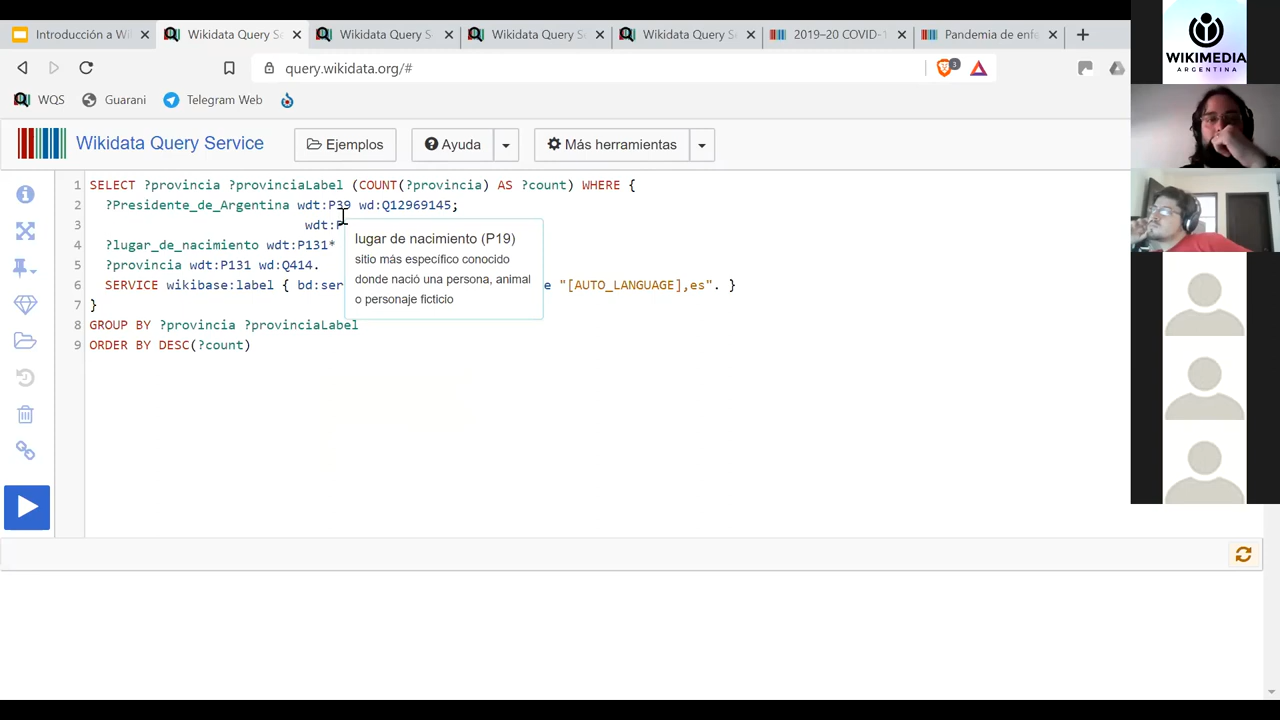 Introducción a Wi
Wikidata Query Se
Wikidata Query S
Wikidata Query S
Wikidata Query S
2019–20 COVID-1
Pandemia de enfe
query.wikidata.org/#
3
WQS
Guarani
Telegram Web
WIKIMEDIA
ARGENTINA
Wikidata Query Service
Ejemplos
Ayuda
Más herramientas
1 SELECT ?provincia ?provinciaLabel (COUNT(?provincia) AS ?count) WHERE {
2 ?Presidente_de_Argentina wdt:P39 wd:Q12969145;
3 wdt:P
4 ?lugar_de_nacimiento wdt:P131*
5 ?provincia wdt:P131 wd:Q414.
6 SERVICE wikibase:label { bd:ser e "[AUTO_LANGUAGE],es". }
7 }
8 GROUP BY ?provincia ?provinciaLabel
9 ORDER BY DESC(?count)
lugar de nacimiento (P19)
sitio más específico conocido
donde nació una persona, animal
o personaje ficticio